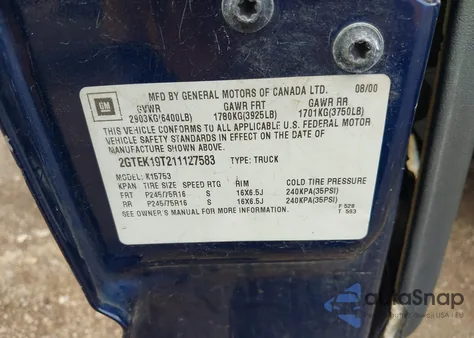 08/00
GM MFD BY GENERAL MOTORS OF CANADA LTD.
GVWR GAWR FRT GAWR RR
2903KG(6400LB) 1780KG(3925LB) 1701KG(3750LB)
THIS VEHICLE CONFORMS TO ALL APPLICABLE U.S. FEDERAL MOTOR
VEHICLE SAFETY STANDARDS IN EFFECT ON THE DATE OF
MANUFACTURE SHOWN ABOVE.
2GTEK19T211127583 TYPE: TRUCK
MODEL: K15753
KPAN TIRE SIZE SPEED RTG RIM COLD TIRE PRESSURE
FRT P245/75R16 S 16X6.5J 240KPA(35PSI)
RR P245/75R16 S 16X6.5J 240KPA(35PSI)
SEE OWNER'S MANUAL FOR MORE INFORMATION.
F 528
T 593
autoSnap